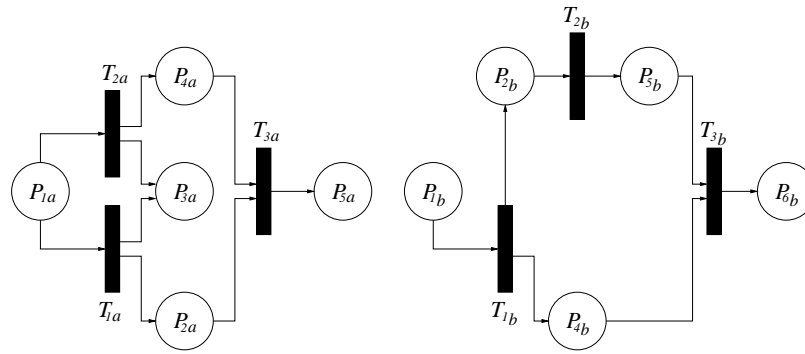 T2a
P4a
T3a
P1a
P3a
P5a
T1a
P2a
T2b
P2b
P5b
T3b
P1b
P6b
T1b
P4b